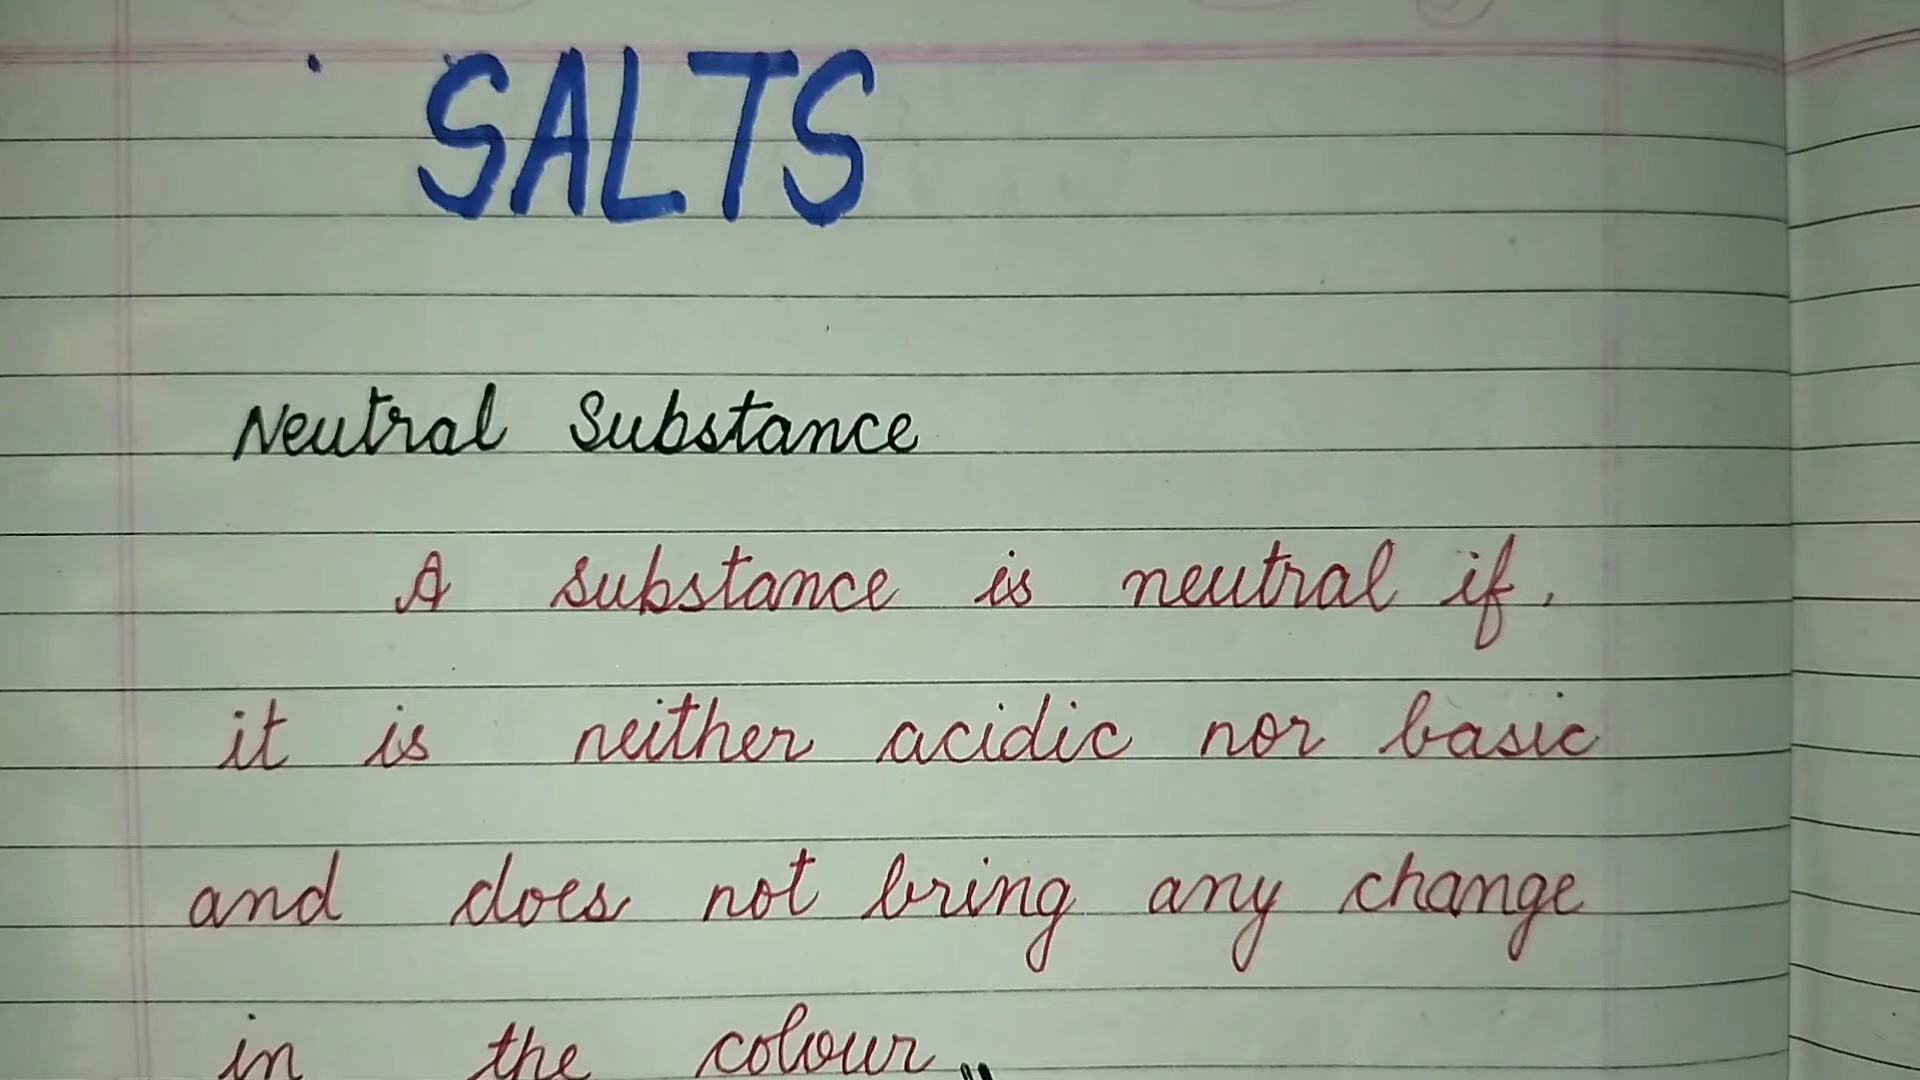 SALTS
Neutral Substance
A substance is neutral if,
it is neither acidic nor basic
and does not bring any change
in the colour